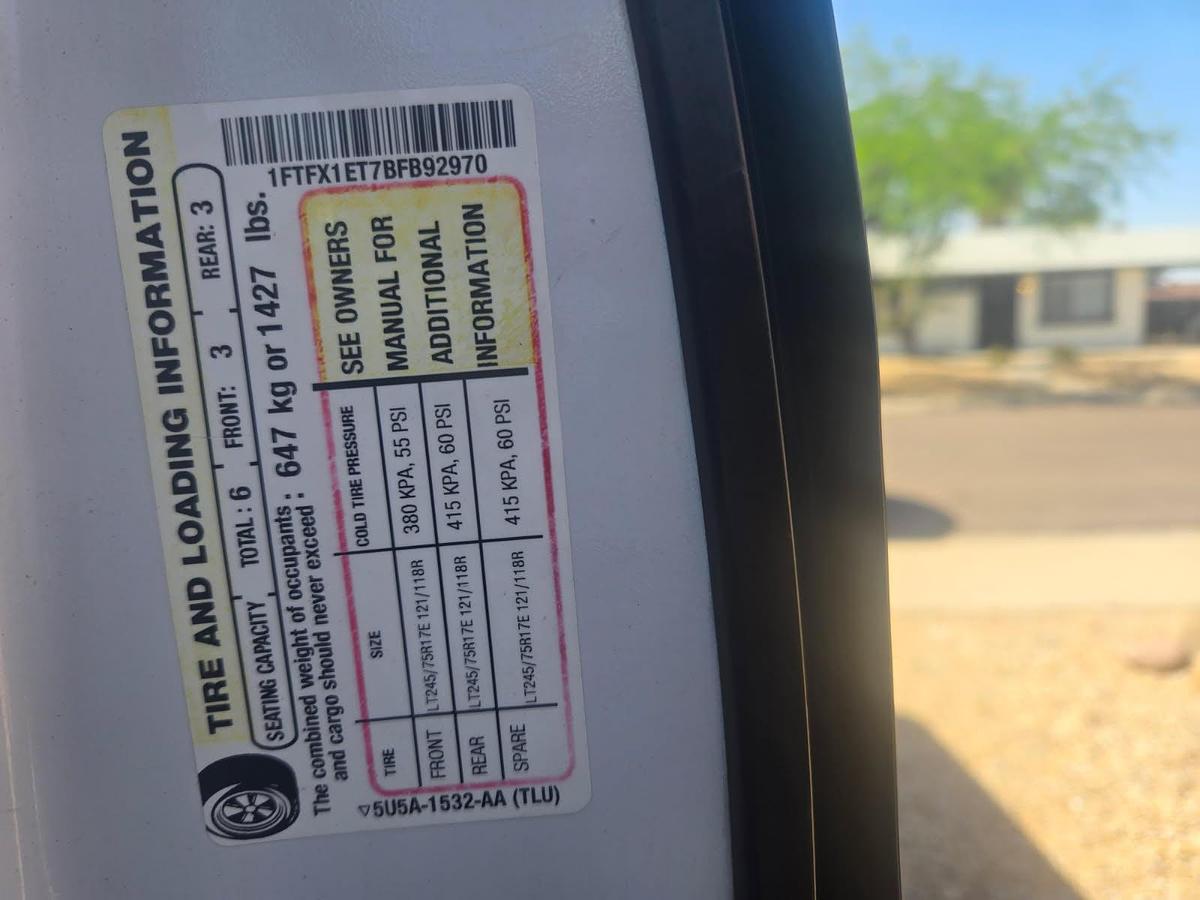 TIRE AND LOADING INFORMATION
SEATING CAPACITY TOTAL : 6 FRONT: 3 REAR: 3
The combined weight of occupants :
and cargo should never exceed : 647 kg or 1427 lbs.
TIRE SIZE COLD TIRE PRESSURE
FRONT LT245/75R17E 121/118R 380 KPA, 55 PSI
REAR LT245/75R17E 121/118R 415 KPA, 60 PSI
SPARE LT245/75R17E 121/118R 415 KPA, 60 PSI
SEE OWNERS
MANUAL FOR
ADDITIONAL
INFORMATION
5U5A-1532-AA (TLU)
1FTFX1ET7BFB92970